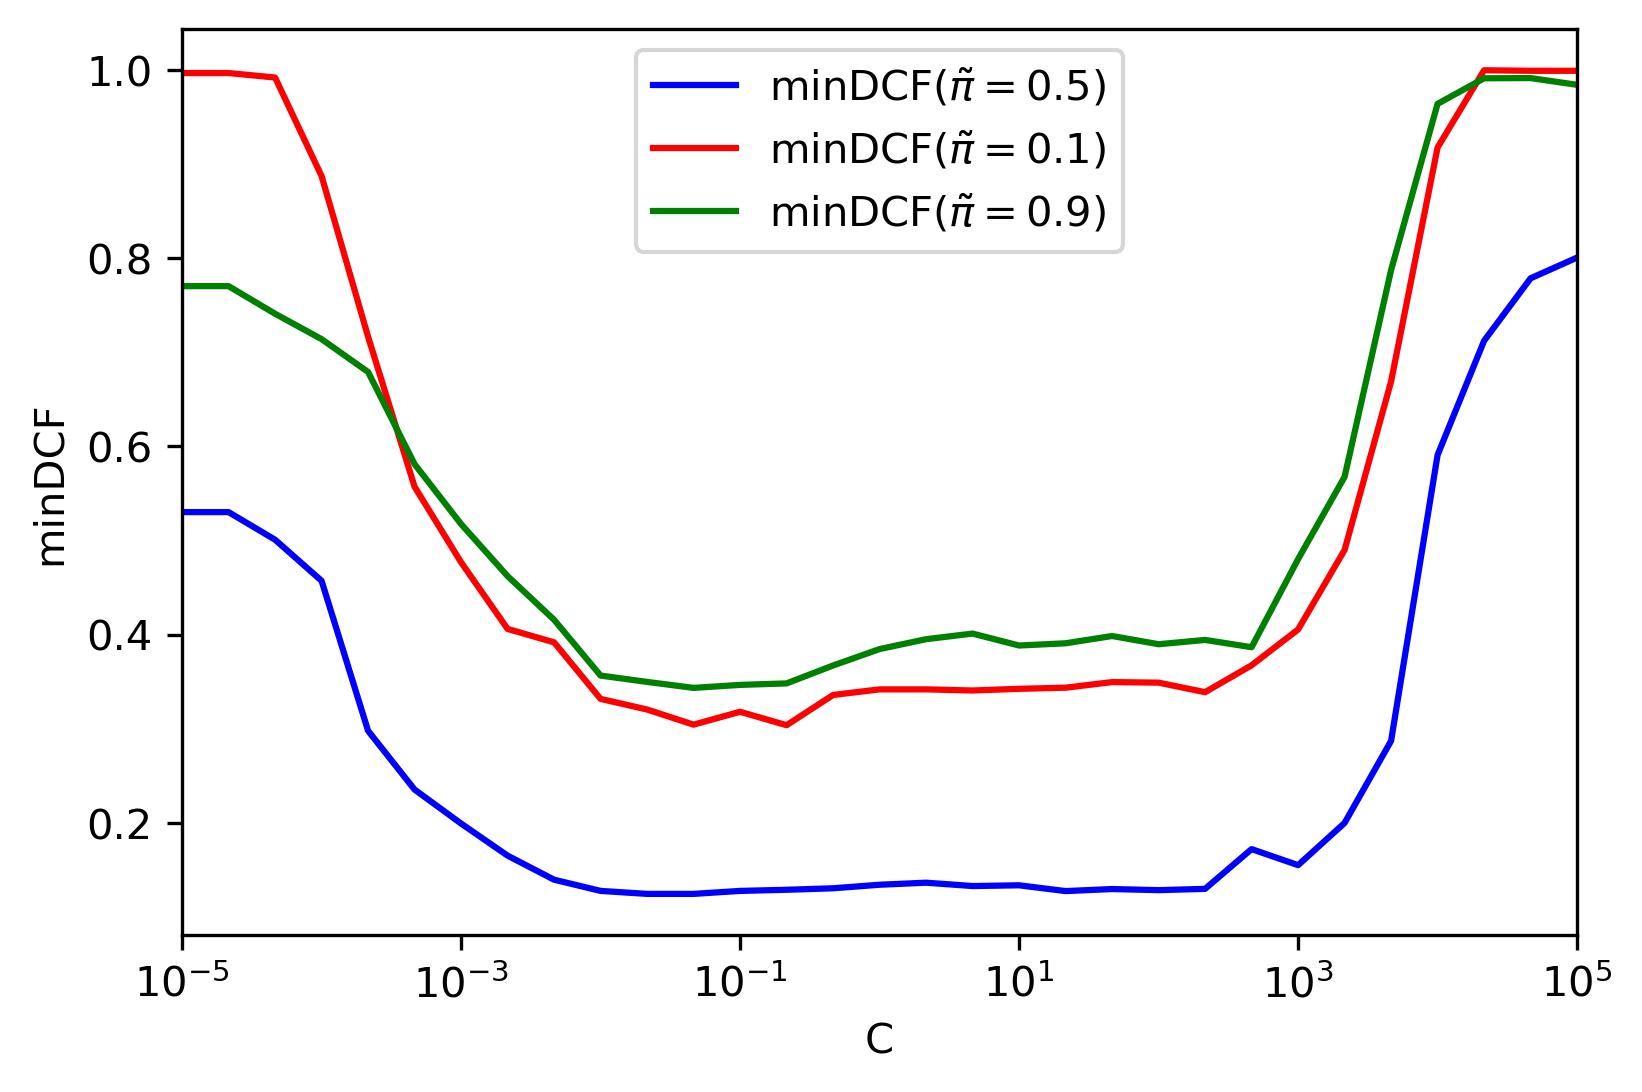 minDCF(π̃ = 0.5)
minDCF(π̃ = 0.1)
minDCF(π̃ = 0.9)
1.0
0.8
0.6
0.4
0.2
minDCF
10⁻⁵ 10⁻³ 10⁻¹ 10¹ 10³ 10⁵
C